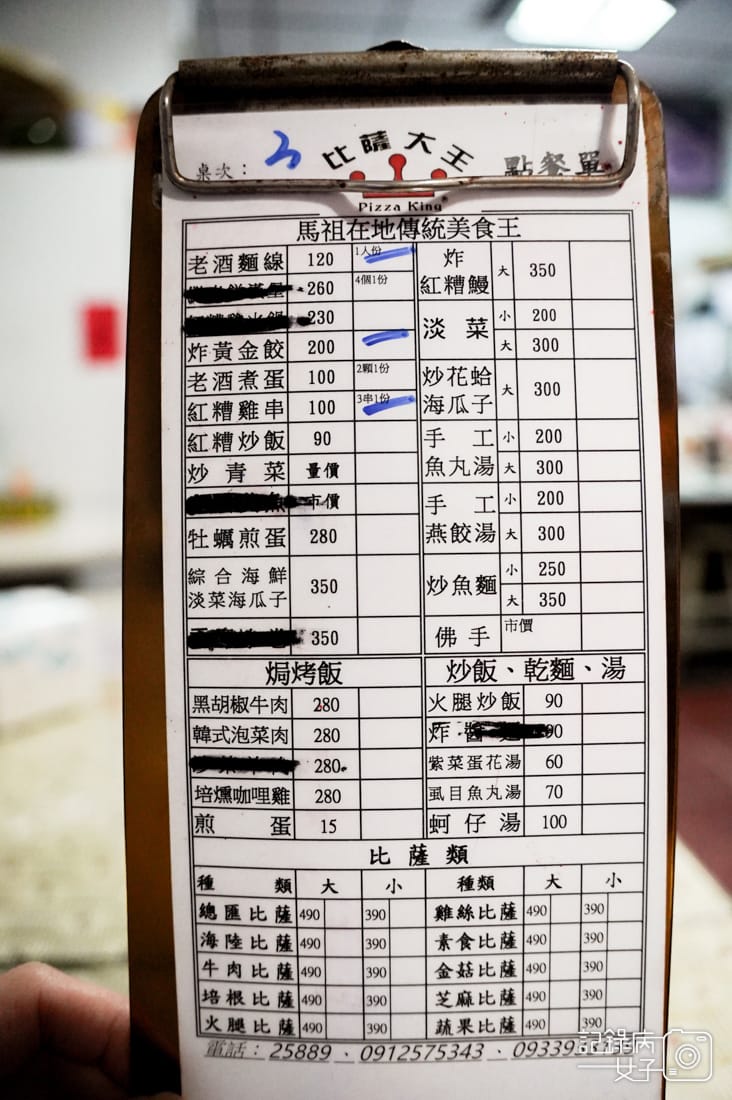 桌次：
比薩大王
點餐單
Pizza King
馬祖在地傳統美食王
老酒麵線 120 1人份
260 4個1份
230
炸黃金餃 200
老酒煮蛋 100 2顆1份
紅糟雞串 100 3串1份
紅糟炒飯 90
炒青菜 量價
市價
牡蠣煎蛋 280
綜合海鮮
淡菜海瓜子 350
350
炸
紅糟鰻 大 350
淡菜 小 200
大 300
炒花蛤
海瓜子 大 300
手工
魚丸湯 小 200
大 300
手工
燕餃湯 小 200
大 300
炒魚麵 小 250
大 350
佛手 市價
焗烤飯
黑胡椒牛肉 280
韓式泡菜肉 280
280
培燻咖哩雞 280
煎蛋 15
炒飯、乾麵、湯
火腿炒飯 90
炸醬麵 90
紫菜蛋花湯 60
虱目魚丸湯 70
蚵仔湯 100
比薩類
種類 大 小 種類 大 小
總匯比薩 490 390 雞絲比薩 490 390
海陸比薩 490 390 素食比薩 490 390
牛肉比薩 490 390 金菇比薩 490 390
培根比薩 490 390 芝麻比薩 490 390
火腿比薩 490 390 蔬果比薩 490 390
電話：25889、0912575343、09339
記錄病
女子